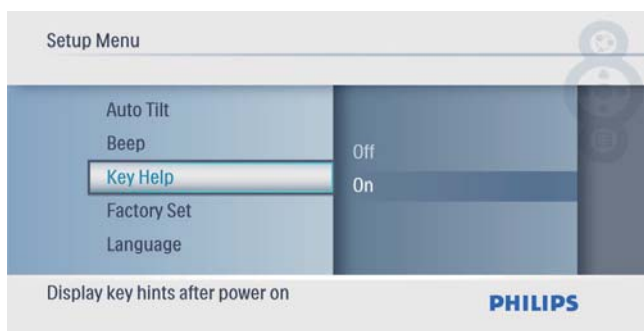 Setup Menu
Auto Tilt
Beep
Key Help
Factory Set
Language
Off
On
Display key hints after power on
PHILIPS